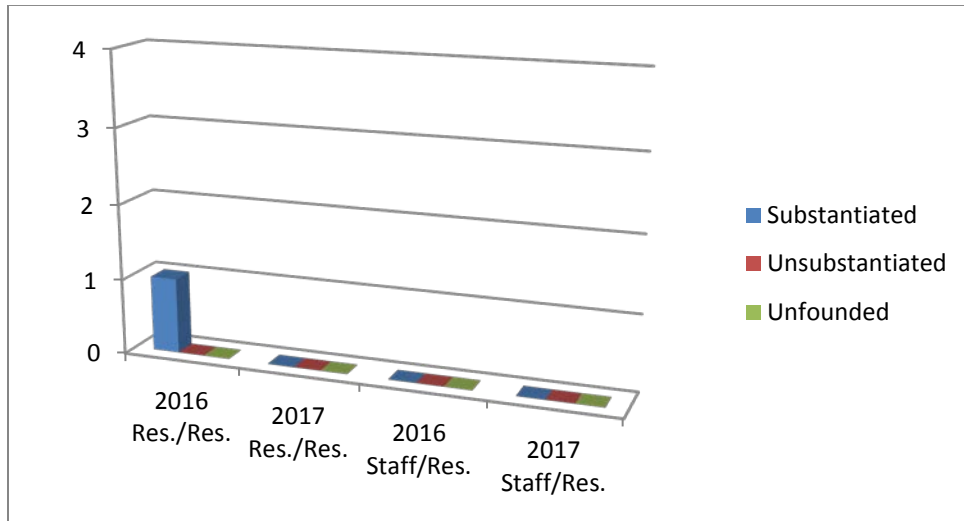 4
3
2
1
0
2016
Res./Res.
2017
Res./Res.
2016
Staff/Res.
2017
Staff/Res.
Substantiated
Unsubstantiated
Unfounded